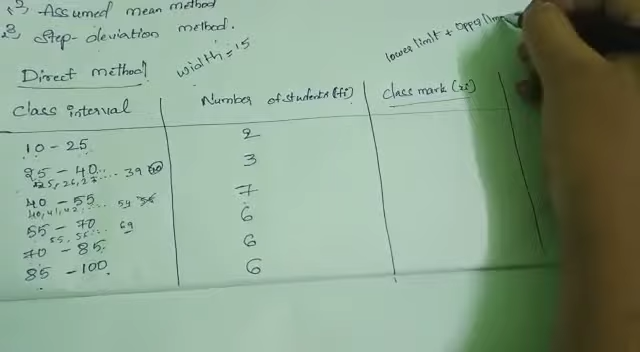 2) Assumed mean method
3) Step-deviation method.
Direct method
width = 15
lower limit + upper limit
Class interval Number of students (fi) class mark (xi)
10 - 25 2
25 - 40 3
25, 26, 27.... 39
40 - 55 7
40, 41, 42... 54
55 - 70 6
55, 56... 69
70 - 85 6
85 - 100 6